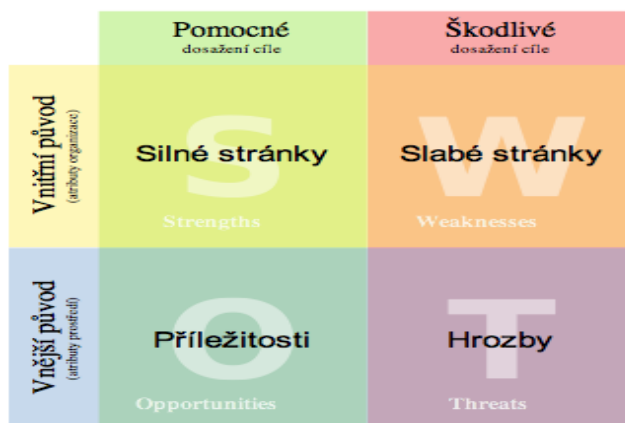 Pomocné
dosažení cíle
Škodlivé
dosažení cíle
Vnitřní původ
(atributy organizace)
S
Silné stránky
Strengths
W
Slabé stránky
Weaknesses
Vnější původ
(atributy prostředí)
O
Příležitosti
Opportunities
T
Hrozby
Threats